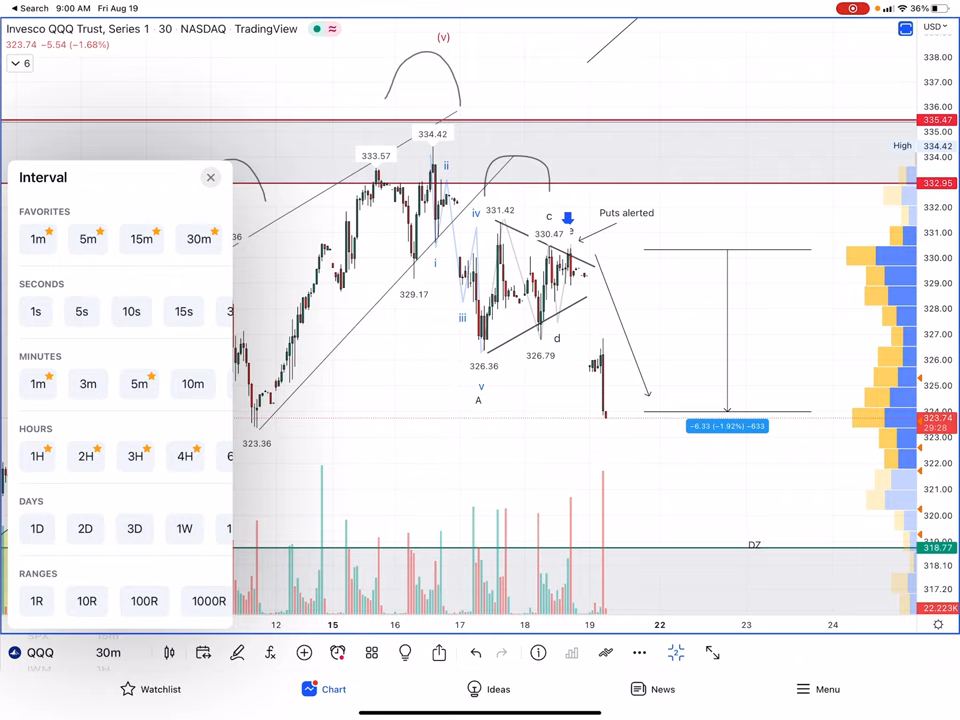 Search 9:00 AM Fri Aug 19
36%
Invesco QQQ Trust, Series 1 · 30 · NASDAQ · TradingView
323.74 −5.54 (−1.68%)
6
USD
338.00
337.00
336.00
335.47
335.00
High 334.42
334.00
332.95
332.00
331.00
330.00
329.00
328.00
327.00
326.00
325.00
323.74
29:28
323.00
322.00
321.00
320.00
318.77
318.10
317.20
22.223K
(v)
334.42
333.57
ii
iv
331.42
c
e
330.47
Puts alerted
36
i
329.17
iii
d
326.79
326.36
v
A
323.36
−6.33 (−1.92%) −633
DZ
Interval
FAVORITES
1m 5m 15m 30m
SECONDS
1s 5s 10s 15s 3
MINUTES
1m 3m 5m 10m
HOURS
1H 2H 3H 4H 6
DAYS
1D 2D 3D 1W 1
RANGES
1R 10R 100R 1000R
12 15 16 17 18 19 22 23 24
QQQ 30m
2
Watchlist Chart Ideas News Menu